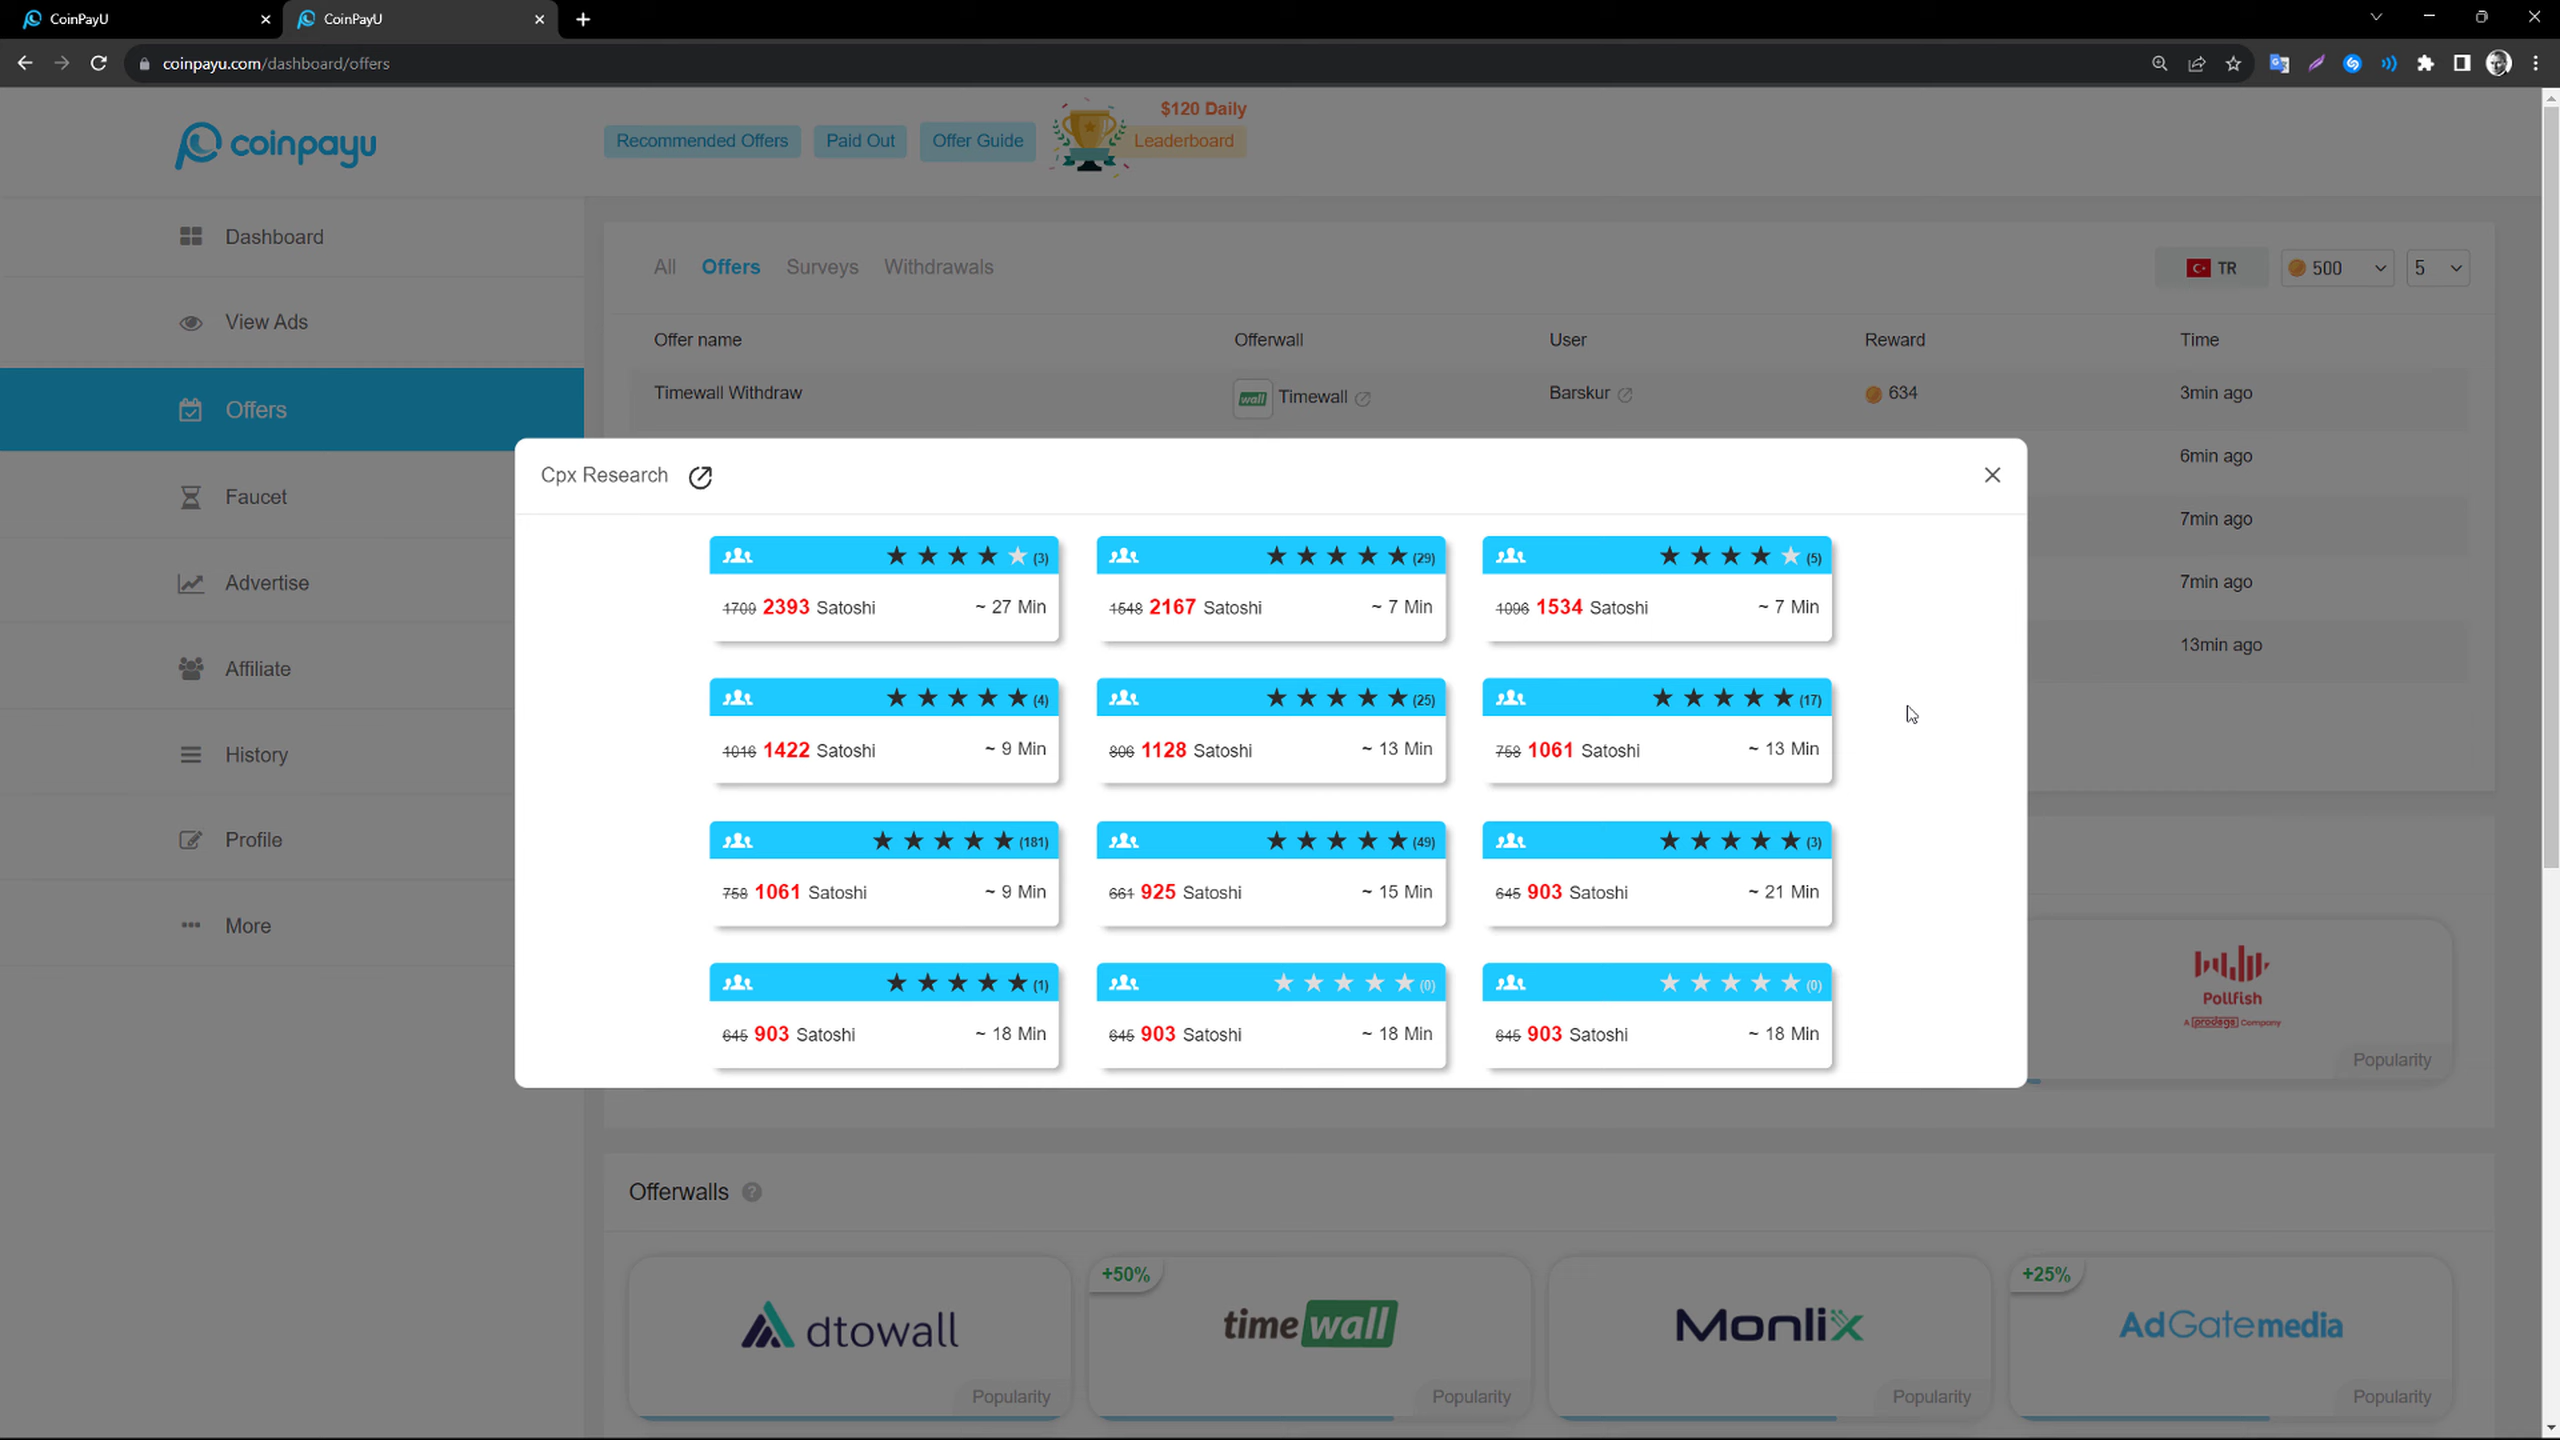 CoinPayU
CoinPayU
coinpayu.com/dashboard/offers
coinpayu
Recommended Offers
Paid Out
Offer Guide
$120 Daily
Leaderboard
Dashboard
View Ads
Offers
Faucet
Advertise
Affiliate
History
Profile
More
All Offers Surveys Withdrawals
TR
500
5
Offer name Offerwall User Reward Time
Timewall Withdraw wall Timewall Barskur 634 3min ago
6min ago
7min ago
7min ago
13min ago
Cpx Research
(3)
1709 2393 Satoshi ~ 27 Min
(29)
1548 2167 Satoshi ~ 7 Min
(5)
1096 1534 Satoshi ~ 7 Min
(4)
1016 1422 Satoshi ~ 9 Min
(25)
806 1128 Satoshi ~ 13 Min
(17)
758 1061 Satoshi ~ 13 Min
(181)
758 1061 Satoshi ~ 9 Min
(49)
661 925 Satoshi ~ 15 Min
(3)
645 903 Satoshi ~ 21 Min
(1)
645 903 Satoshi ~ 18 Min
(0)
645 903 Satoshi ~ 18 Min
(0)
645 903 Satoshi ~ 18 Min
Pollfish
A prodege Company
Popularity
Offerwalls ?
dtowall
Popularity
+50%
timewall
Popularity
Monlix
Popularity
+25%
AdGatemedia
Popularity